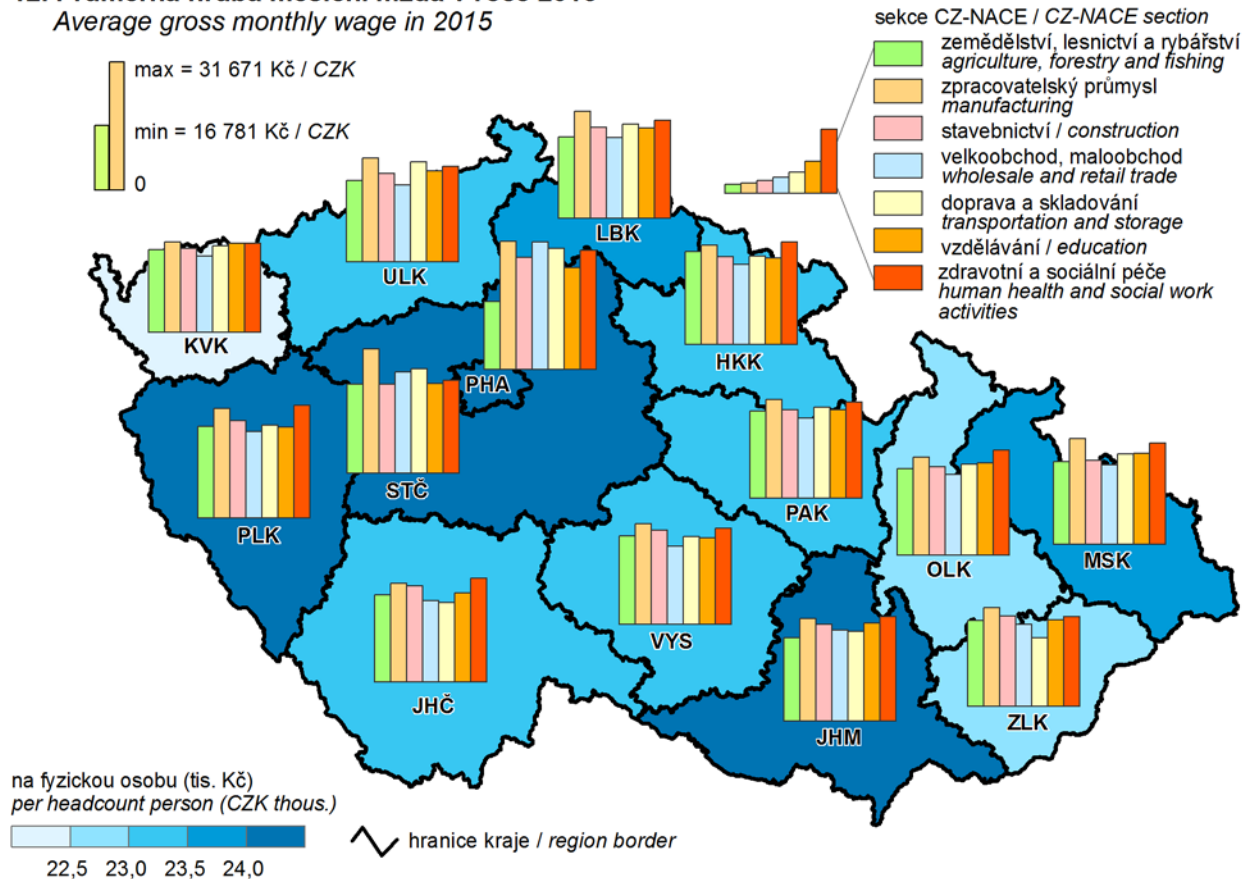 Average gross monthly wage in 2015
max = 31 671 Kč / CZK
min = 16 781 Kč / CZK
0
sekce CZ-NACE / CZ-NACE section
zemědělství, lesnictví a rybářství
agriculture, forestry and fishing
zpracovatelský průmysl
manufacturing
stavebnictví / construction
velkoobchod, maloobchod
wholesale and retail trade
doprava a skladování
transportation and storage
vzdělávání / education
zdravotní a sociální péče
human health and social work
activities
LBK
ULK
KVK
HKK
PHA
STČ
PLK
PAK
OLK
MSK
VYS
JHČ
ZLK
JHM
na fyzickou osobu (tis. Kč)
per headcount person (CZK thous.)
22,5 23,0 23,5 24,0
hranice kraje / region border